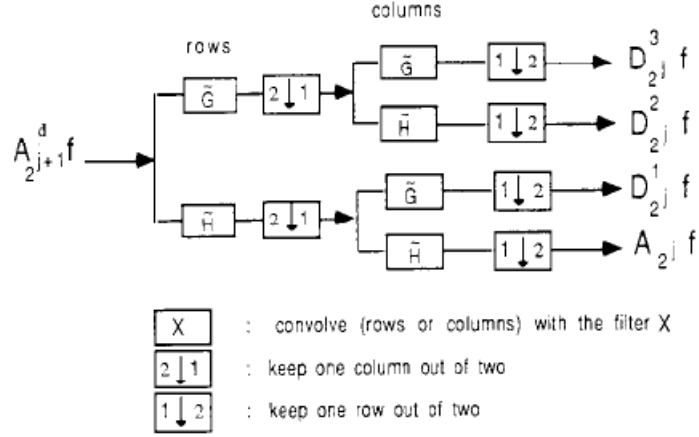 columns
rows
G̃ 1 ↓ 2 D³₂ⱼ f
G̃ 2 ↓ 1
H̃ 1 ↓ 2 D²₂ⱼ f
Aᵈ₂ⱼ₊₁ f
G̃ 1 ↓ 2 D¹₂ⱼ f
H̃ 2 ↓ 1
H̃ 1 ↓ 2 A₂ⱼ f
X : convolve (rows or columns) with the filter X
2 ↓ 1 : keep one column out of two
1 ↓ 2 : keep one row out of two